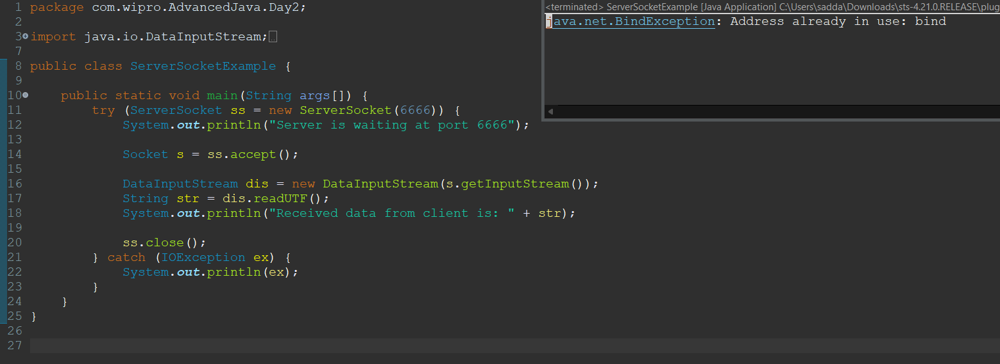 1 package com.wipro.AdvancedJava.Day2;
2
3 import java.io.DataInputStream;
7
8 public class ServerSocketExample {
9
10     public static void main(String args[]) {
11         try (ServerSocket ss = new ServerSocket(6666)) {
12             System.out.println("Server is waiting at port 6666");
13
14             Socket s = ss.accept();
15
16             DataInputStream dis = new DataInputStream(s.getInputStream());
17             String str = dis.readUTF();
18             System.out.println("Received data from client is: " + str);
19
20             ss.close();
21         } catch (IOException ex) {
22             System.out.println(ex);
23         }
24     }
25 }
26
27
<terminated> ServerSocketExample [Java Application] C:\Users\sadda\Downloads\sts-4.21.0.RELEASE\plug
java.net.BindException: Address already in use: bind